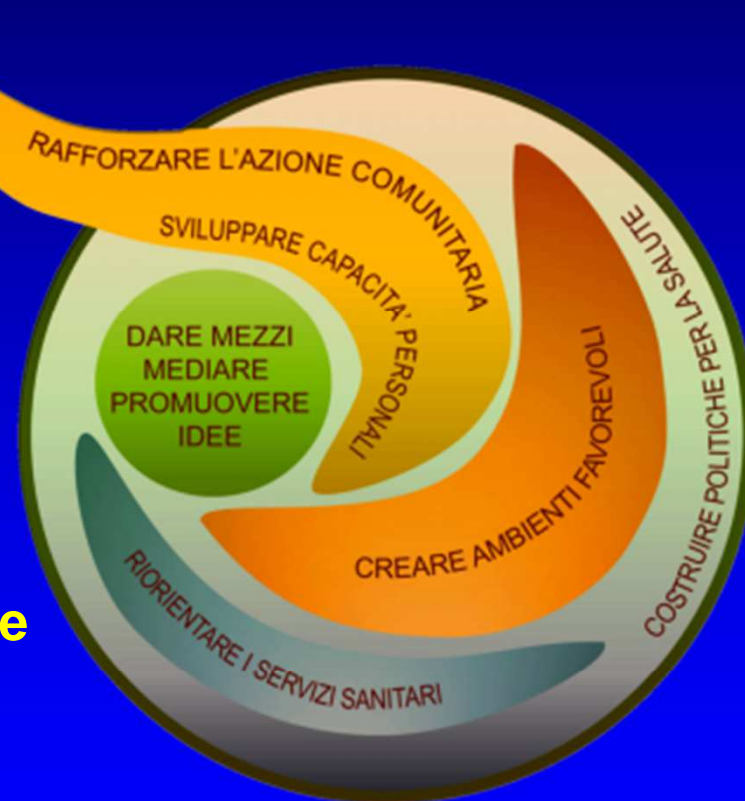 RAFFORZARE L'AZIONE COMUNITARIA
SVILUPPARE CAPACITA' PERSONALI
DARE MEZZI
MEDIARE
PROMUOVERE
IDEE
CREARE AMBIENTI FAVOREVOLI
COSTRUIRE POLITICHE PER LA SALUTE
RIORIENTARE I SERVIZI SANITARI
e